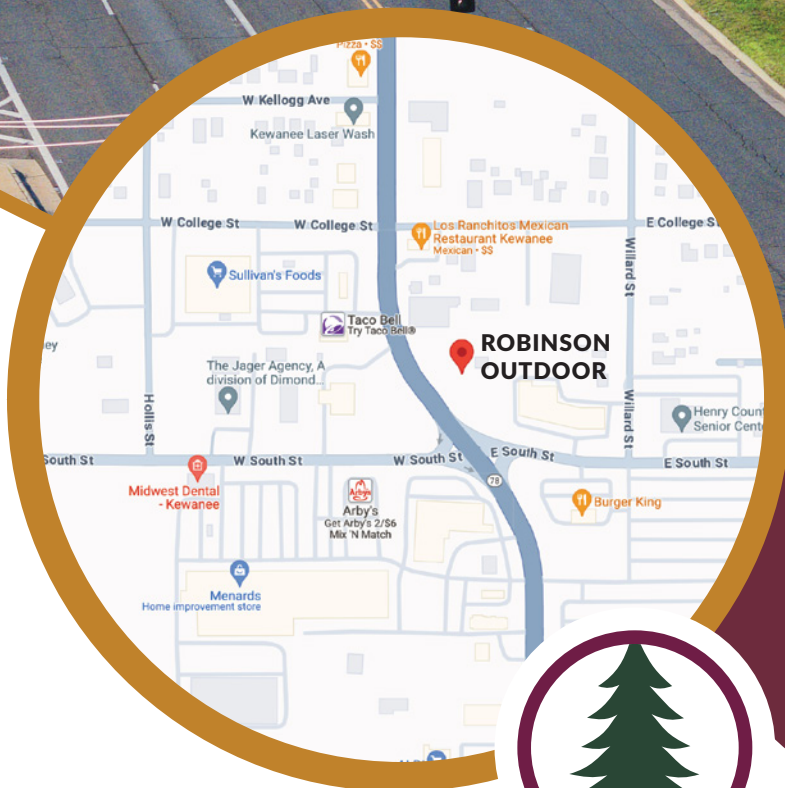 Pizza • $$
W Kellogg Ave
Kewanee Laser Wash
W College St
W College St
E College St
Los Ranchitos Mexican
Restaurant Kewanee
Mexican • $$
Willard St
Sullivan's Foods
Taco Bell
Try Taco Bell®
ROBINSON
OUTDOOR
ey
The Jager Agency, A
division of Dimond...
Hollis St
Willard St
Henry Coun
Senior Cent
South St
W South St
W South St
E South St
E South St
78
Midwest Dental
- Kewanee
Arby's
Arby's
Get Arby's 2/$6
Mix 'N Match
Burger King
Menards
Home improvement store